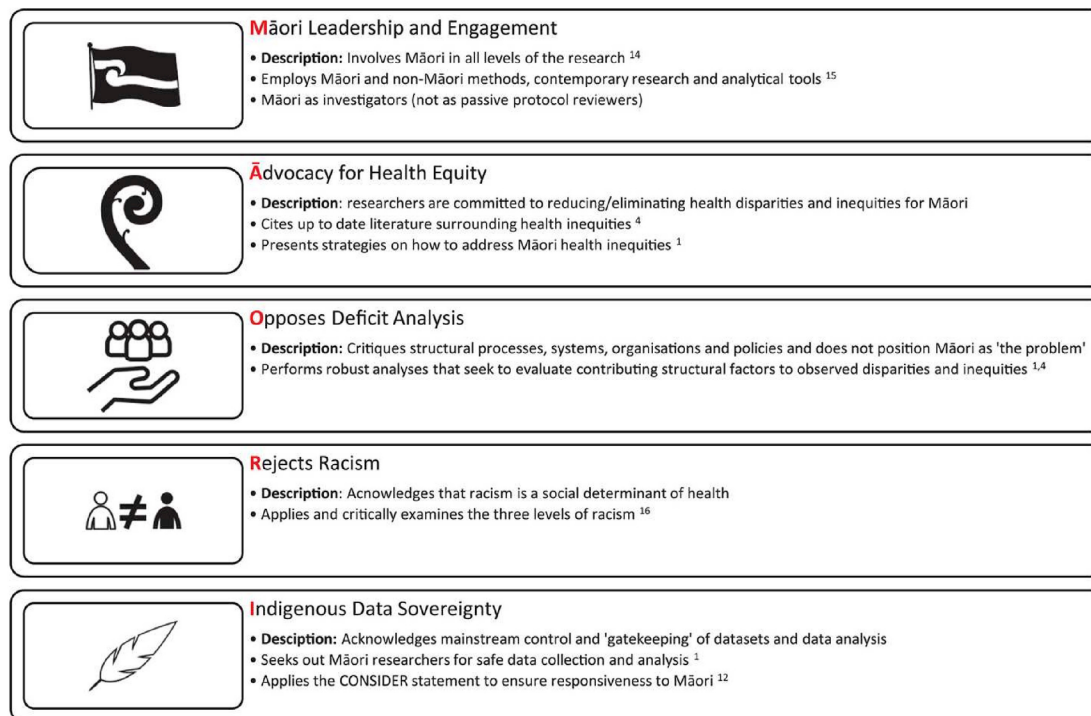 Māori Leadership and Engagement
• Description: Involves Māori in all levels of the research 14
• Employs Māori and non-Māori methods, contemporary research and analytical tools 15
• Māori as investigators (not as passive protocol reviewers)
Ādvocacy for Health Equity
• Description: researchers are committed to reducing/eliminating health disparities and inequities for Māori
• Cites up to date literature surrounding health inequities 4
• Presents strategies on how to address Māori health inequities 1
Opposes Deficit Analysis
• Description: Critiques structural processes, systems, organisations and policies and does not position Māori as 'the problem'
• Performs robust analyses that seek to evaluate contributing structural factors to observed disparities and inequities 1,4
Rejects Racism
• Description: Acnowledges that racism is a social determinant of health
• Applies and critically examines the three levels of racism 16
Indigenous Data Sovereignty
• Desciption: Acknowledges mainstream control and 'gatekeeping' of datasets and data analysis
• Seeks out Māori researchers for safe data collection and analysis 1
• Applies the CONSIDER statement to ensure responsiveness to Māori 12